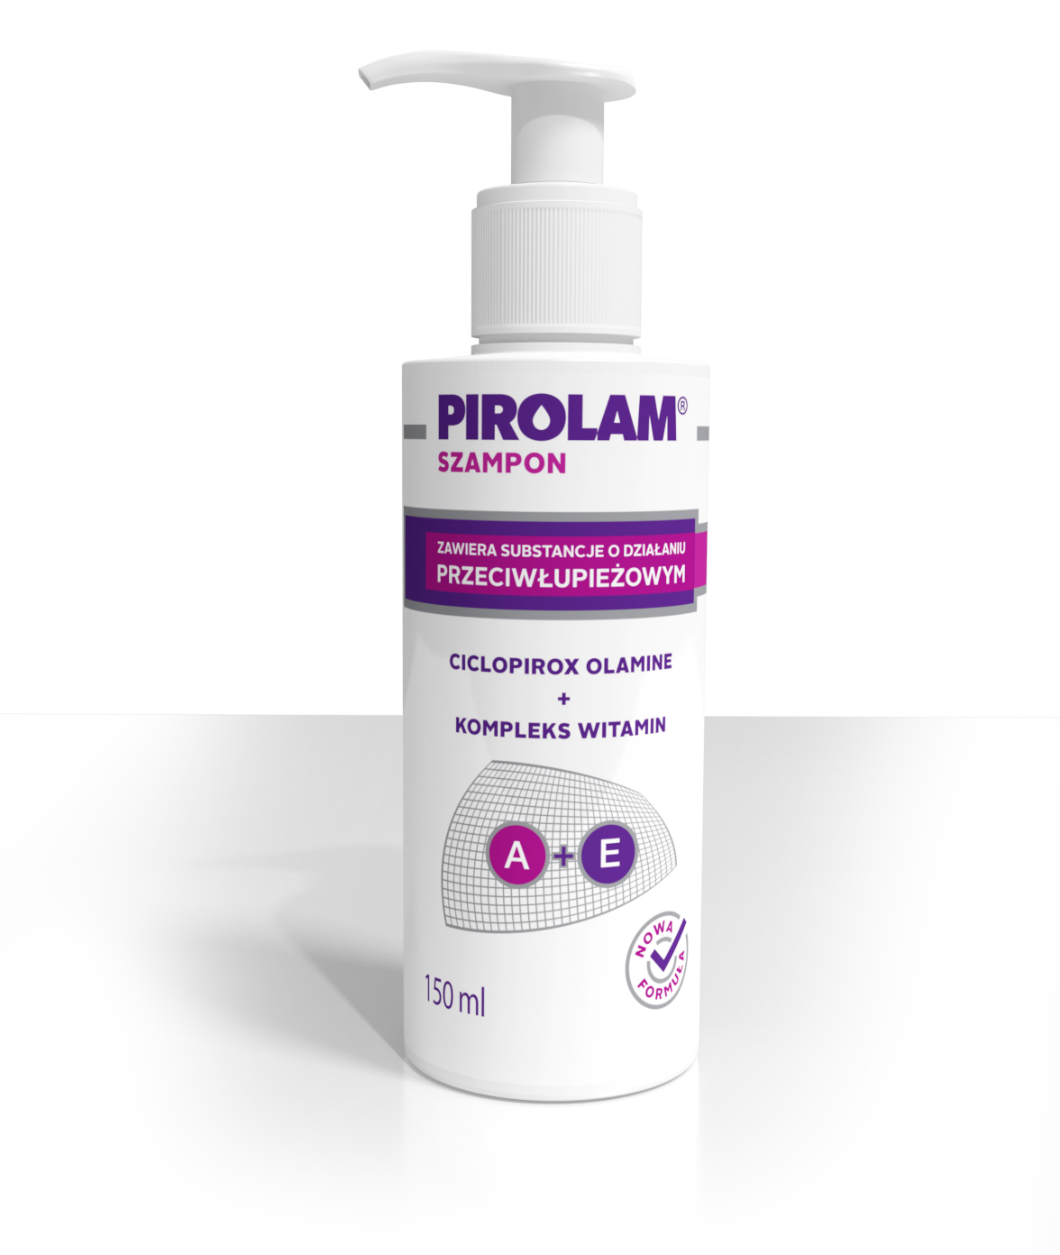 PIROLAM®
SZAMPON
ZAWIERA SUBSTANCJE O DZIAŁANIU
PRZECIWŁUPIEŻOWYM
CICLOPIROX OLAMINE
+
KOMPLEKS WITAMIN
A + E
NOWA
FORMUŁA
150 ml